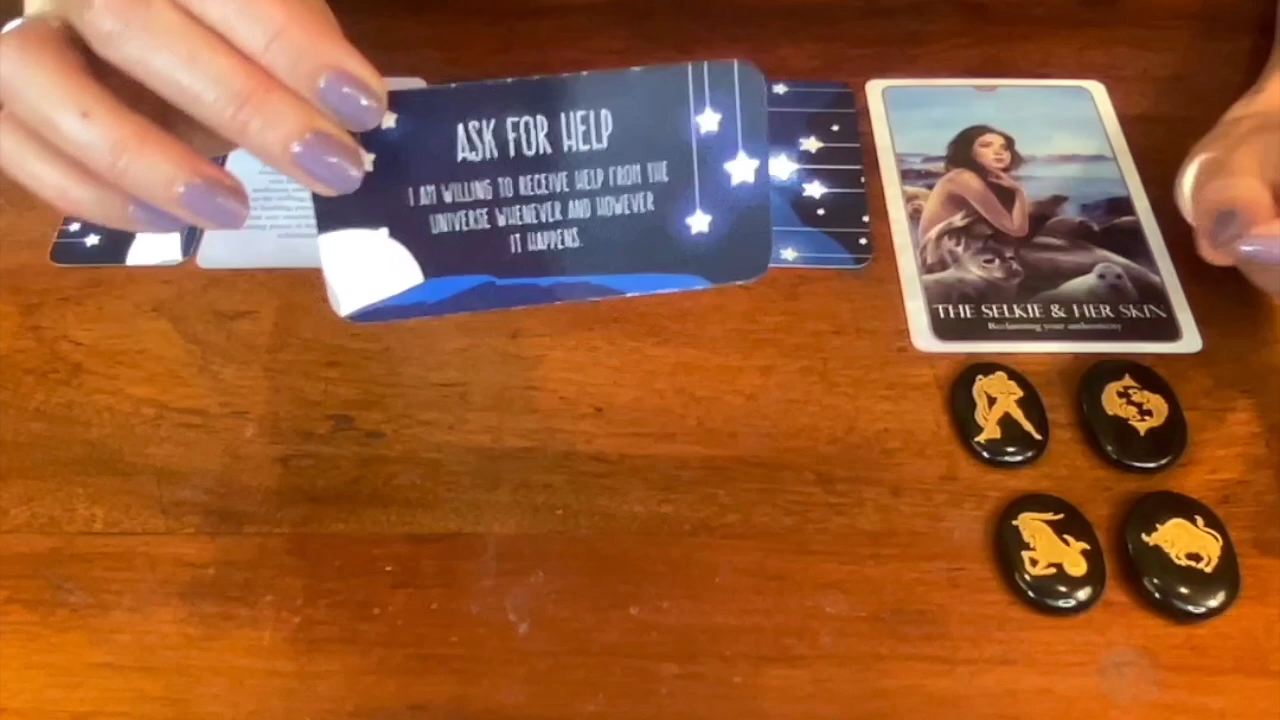 ASK FOR HELP
I AM WILLING TO RECEIVE HELP FROM THE
UNIVERSE WHENEVER AND HOWEVER
IT HAPPENS.
THE SELKIE & HER SKIN
Reclaiming your authenticity